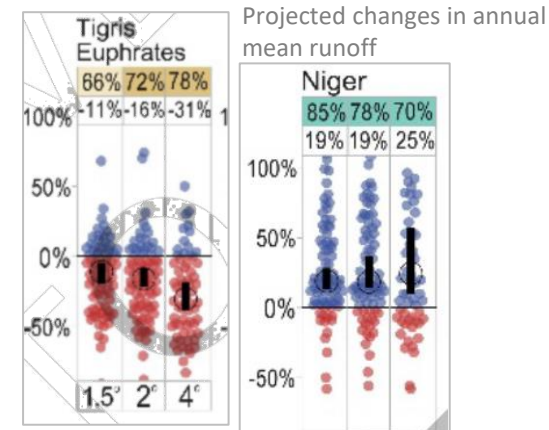 Projected changes in annual
mean runoff
Tigris
Euphrates
66% 72% 78%
-11% -16% -31%
100%
50%
0%
-50%
1.5° 2° 4°
Niger
85% 78% 70%
19% 19% 25%
100%
50%
0%
-50%